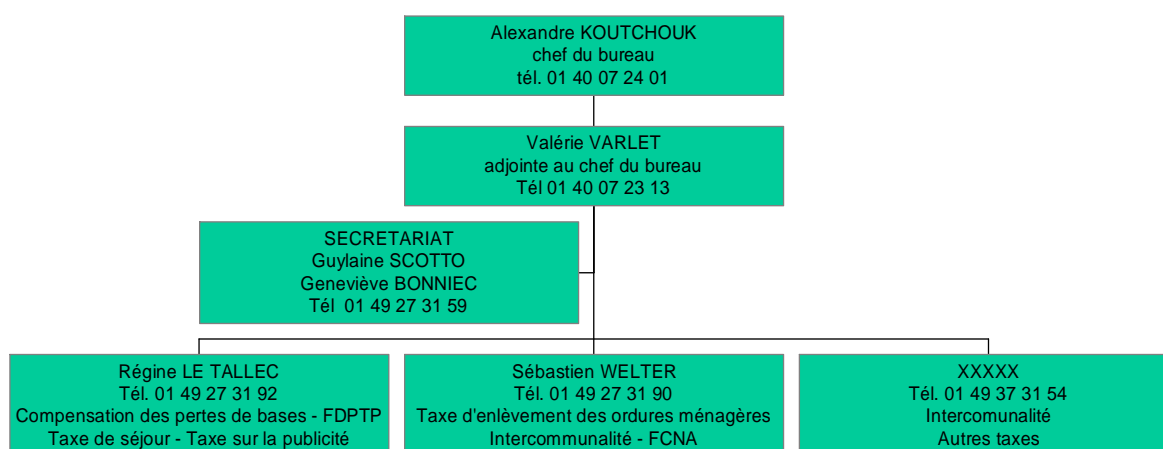 Alexandre KOUTCHOUK
chef du bureau
tél. 01 40 07 24 01
Valérie VARLET
adjointe au chef du bureau
Tél 01 40 07 23 13
SECRETARIAT
Guylaine SCOTTO
Geneviève BONNIEC
Tél 01 49 27 31 59
Régine LE TALLEC
Tél. 01 49 27 31 92
Compensation des pertes de bases - FDPTP
Taxe de séjour - Taxe sur la publicité
Sébastien WELTER
Tél. 01 49 27 31 90
Taxe d'enlèvement des ordures ménagères
Intercommunalité - FCNA
XXXXX
Tél. 01 49 37 31 54
Intercomunalité
Autres taxes